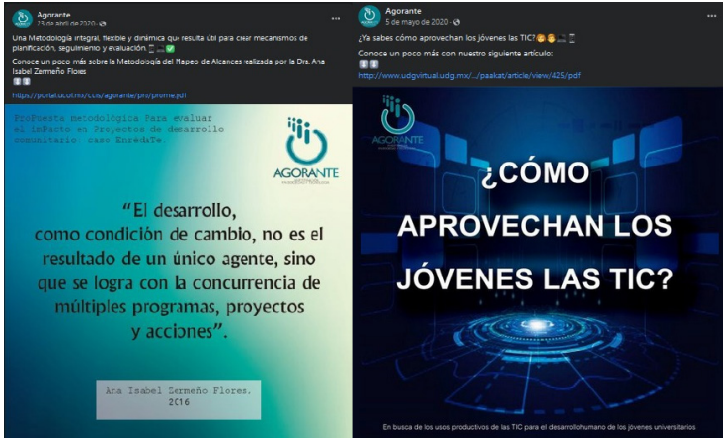 Agorante
23 de abril de 2020
Una Metodología integral, flexible y dinámica que resulta útil para crear mecanismos de
planificación, seguimiento y evaluación.
Conoce un poco más sobre la Metodología del Mapeo de Alcances realizada por la Dra. Ana
Isabel Zermeño Flores
Propuesta metodológica Para evaluar
el imPacto en Proyectos de desarrollo
comunitario caso EnredaTe.
AGORANTE
"El desarrollo,
como condición de cambio, no es el
resultado de un único agente, sino
que se logra con la concurrencia de
múltiples programas, proyectos
y acciones".
Ana Isabel Zermeño Flores.
2016
Agorante
5 de mayo de 2020
¿Ya sabes cómo aprovechan los jóvenes las TIC?
Conoce un poco más con nuestro siguiente artículo:
http://www.udgvirtual.udg.mx/.../paakat/article/view/425/pdf
AGORANTE
¿CÓMO
APROVECHAN LOS
JÓVENES LAS TIC?
En busca de los usos productivos de las TIC para el desarrollohumano de los jóvenes universitarios